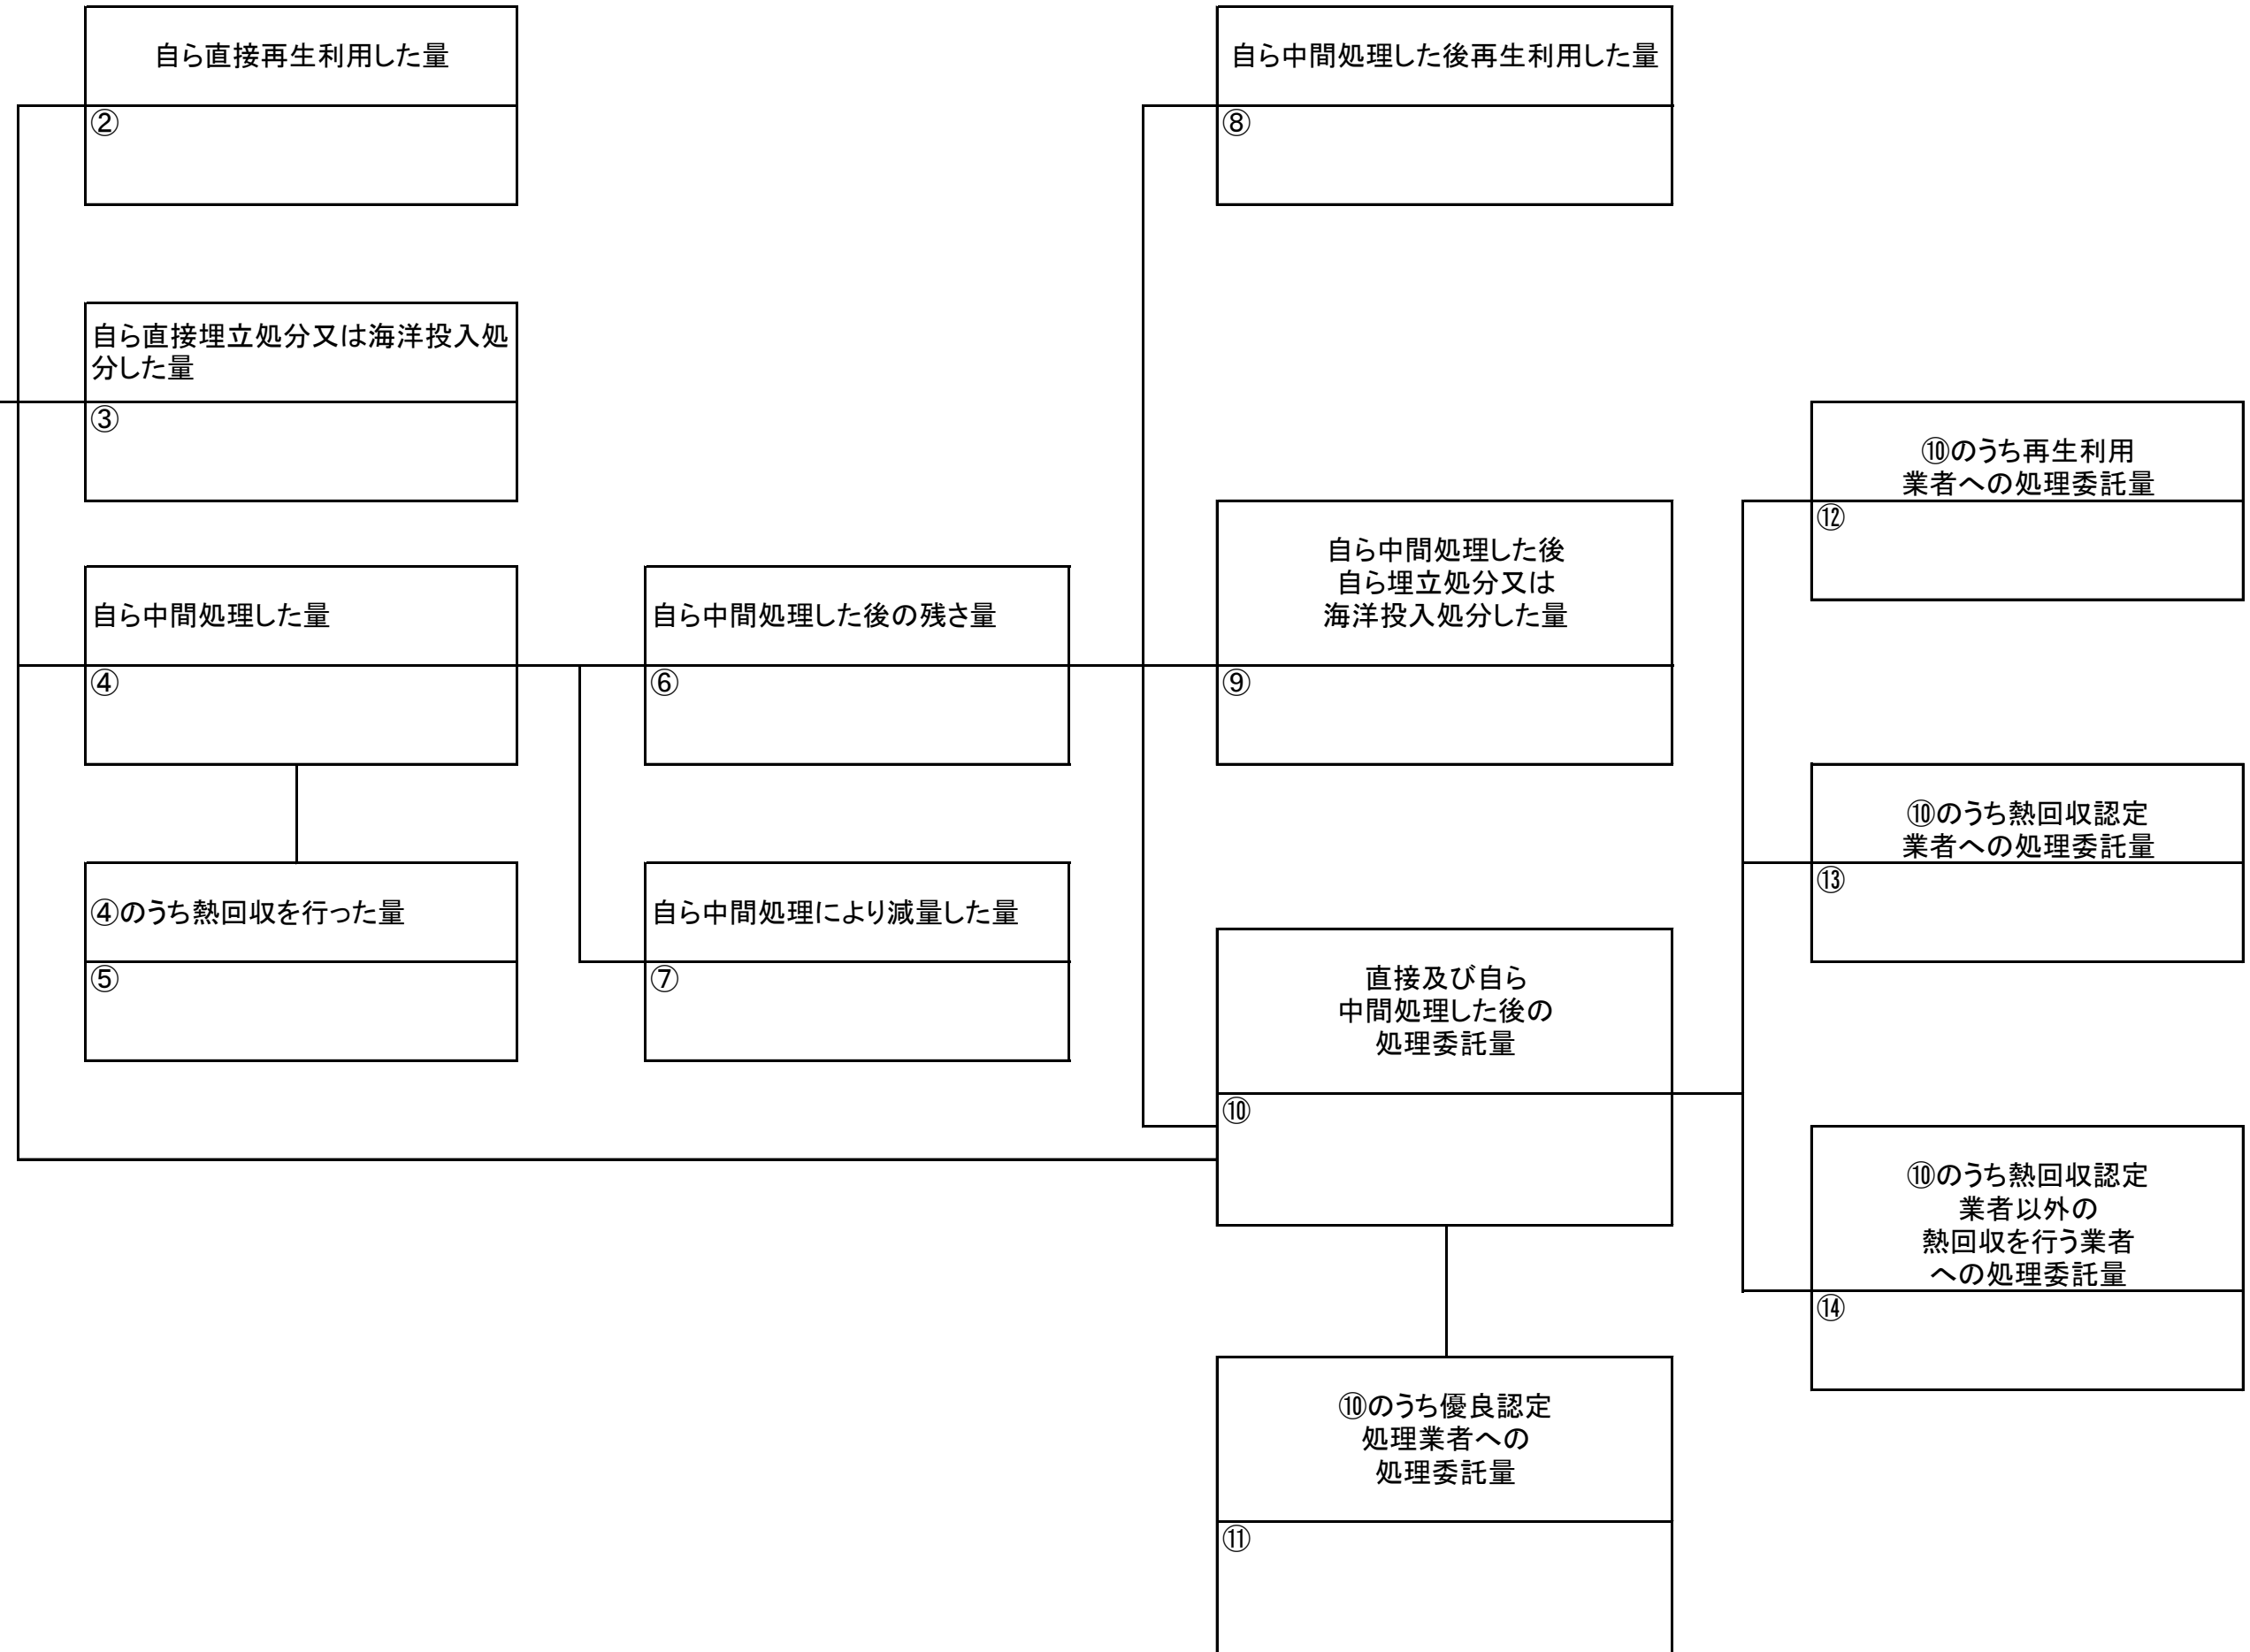 自ら直接再生利用した量
②
自ら直接埋立処分又は海洋投入処
分した量
③
自ら中間処理した量
④
④のうち熱回収を行った量
⑤
自ら中間処理した後の残さ量
⑥
自ら中間処理により減量した量
⑦
自ら中間処理した後再生利用した量
⑧
自ら中間処理した後
自ら埋立処分又は
海洋投入処分した量
⑨
直接及び自ら
中間処理した後の
処理委託量
⑩
⑩のうち優良認定
処理業者への
処理委託量
⑪
⑩のうち再生利用
業者への処理委託量
⑫
⑩のうち熱回収認定
業者への処理委託量
⑬
⑩のうち熱回収認定
業者以外の
熱回収を行う業者
への処理委託量
⑭